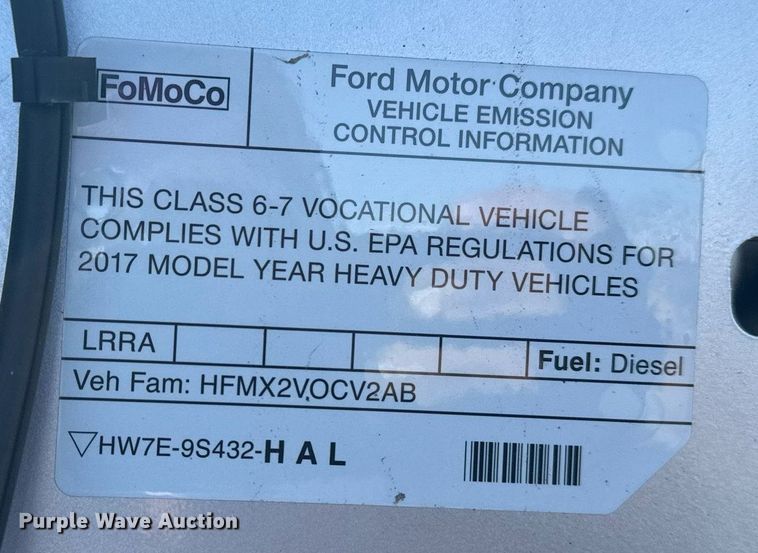 FoMoCo
Ford Motor Company
VEHICLE EMISSION
CONTROL INFORMATION
THIS CLASS 6-7 VOCATIONAL VEHICLE
COMPLIES WITH U.S. EPA REGULATIONS FOR
2017 MODEL YEAR HEAVY DUTY VEHICLES
LRRA
Fuel: Diesel
Veh Fam: HFMX2VOCV2AB
▽HW7E-9S432-HAL
Purple Wave Auction